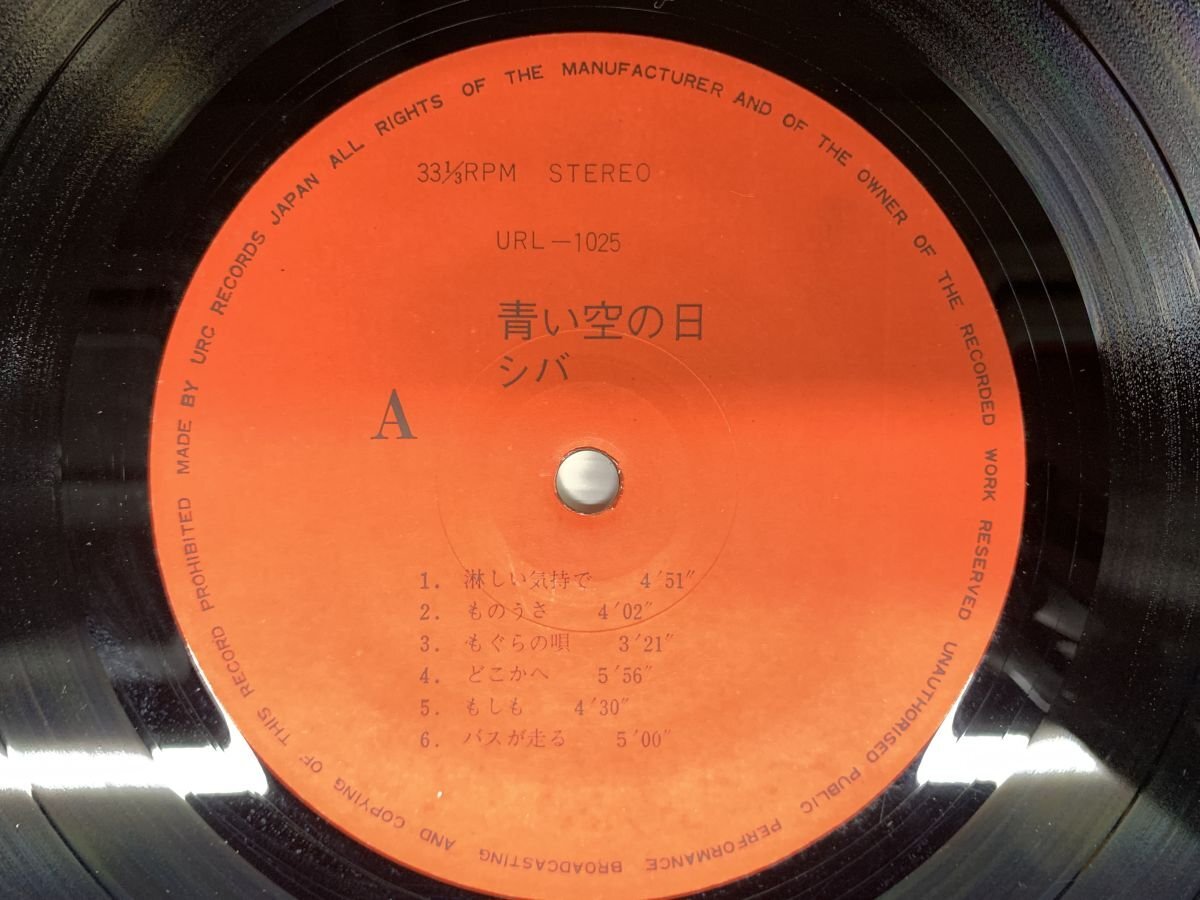 MADE BY URC RECORDS JAPAN ALL RIGHTS OF THE MANUFACTURER AND OF THE OWNER OF THE RECORDED WORK RESERVED UNAUTHORISED PUBLIC PERFORMANCE BROADCASTING AND COPYING OF THIS RECORD PROHIBITED
33⅓RPM STEREO
URL-1025
青い空の日
シバ
A
1. 淋しい気持で 4′51″
2. ものうさ 4′02″
3. もぐらの唄 3′21″
4. どこかへ 5′56″
5. もしも 4′30″
6. バスが走る 5′00″